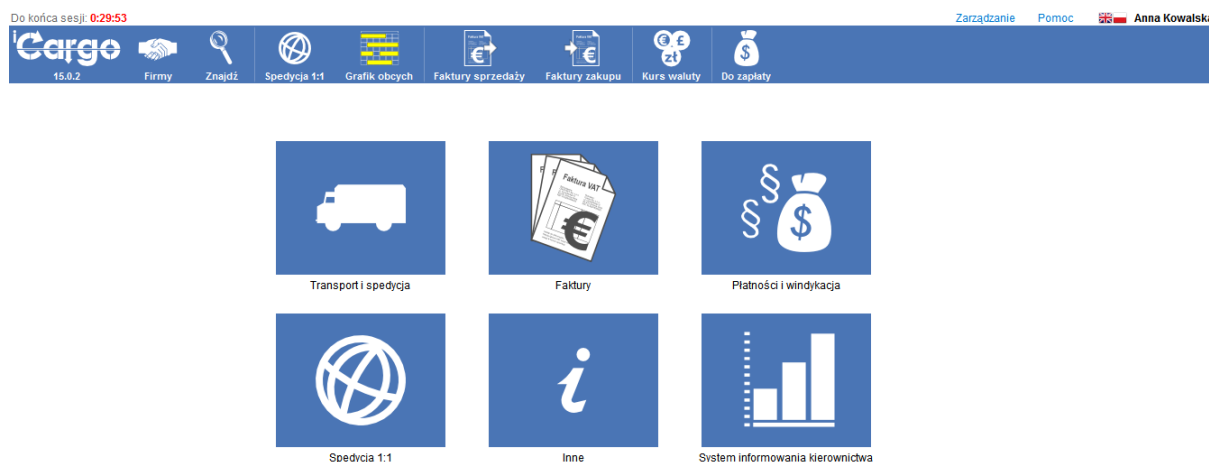 Do końca sesji: 0:29:53
Zarządzanie Pomoc Anna Kowalska
iCargo
15.0.2 Firmy Znajdź Spedycja 1:1 Grafik obcych Faktury sprzedaży Faktury zakupu Kurs waluty Do zapłaty
Faktura VAT
Transport i spedycja Faktury Płatności i windykacja
Spedycja 1:1 Inne System informowania kierownictwa